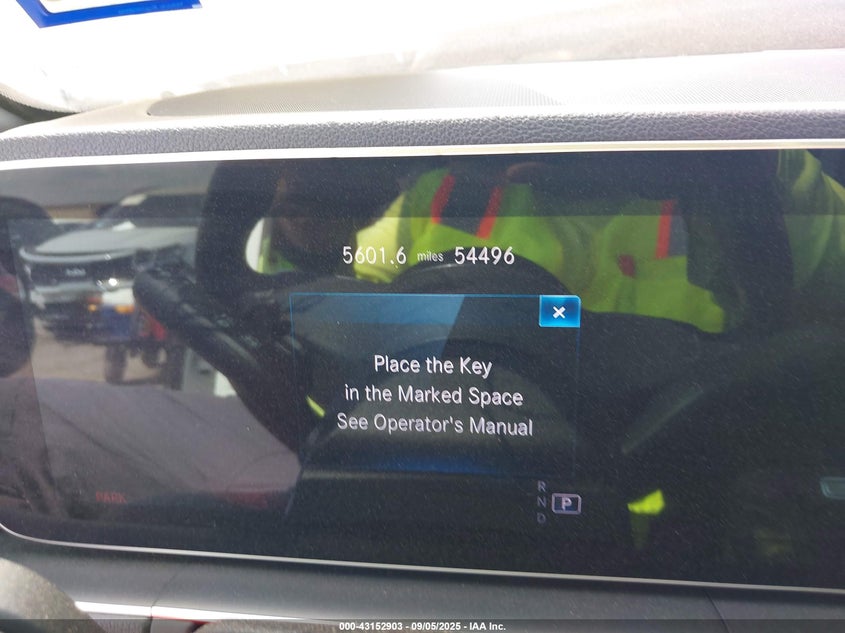 5601.6 miles 54496
×
Place the Key
in the Marked Space
See Operator's Manual
R
N P
D
PARK
000-43152903 - 09/05/2025 - IAA Inc.